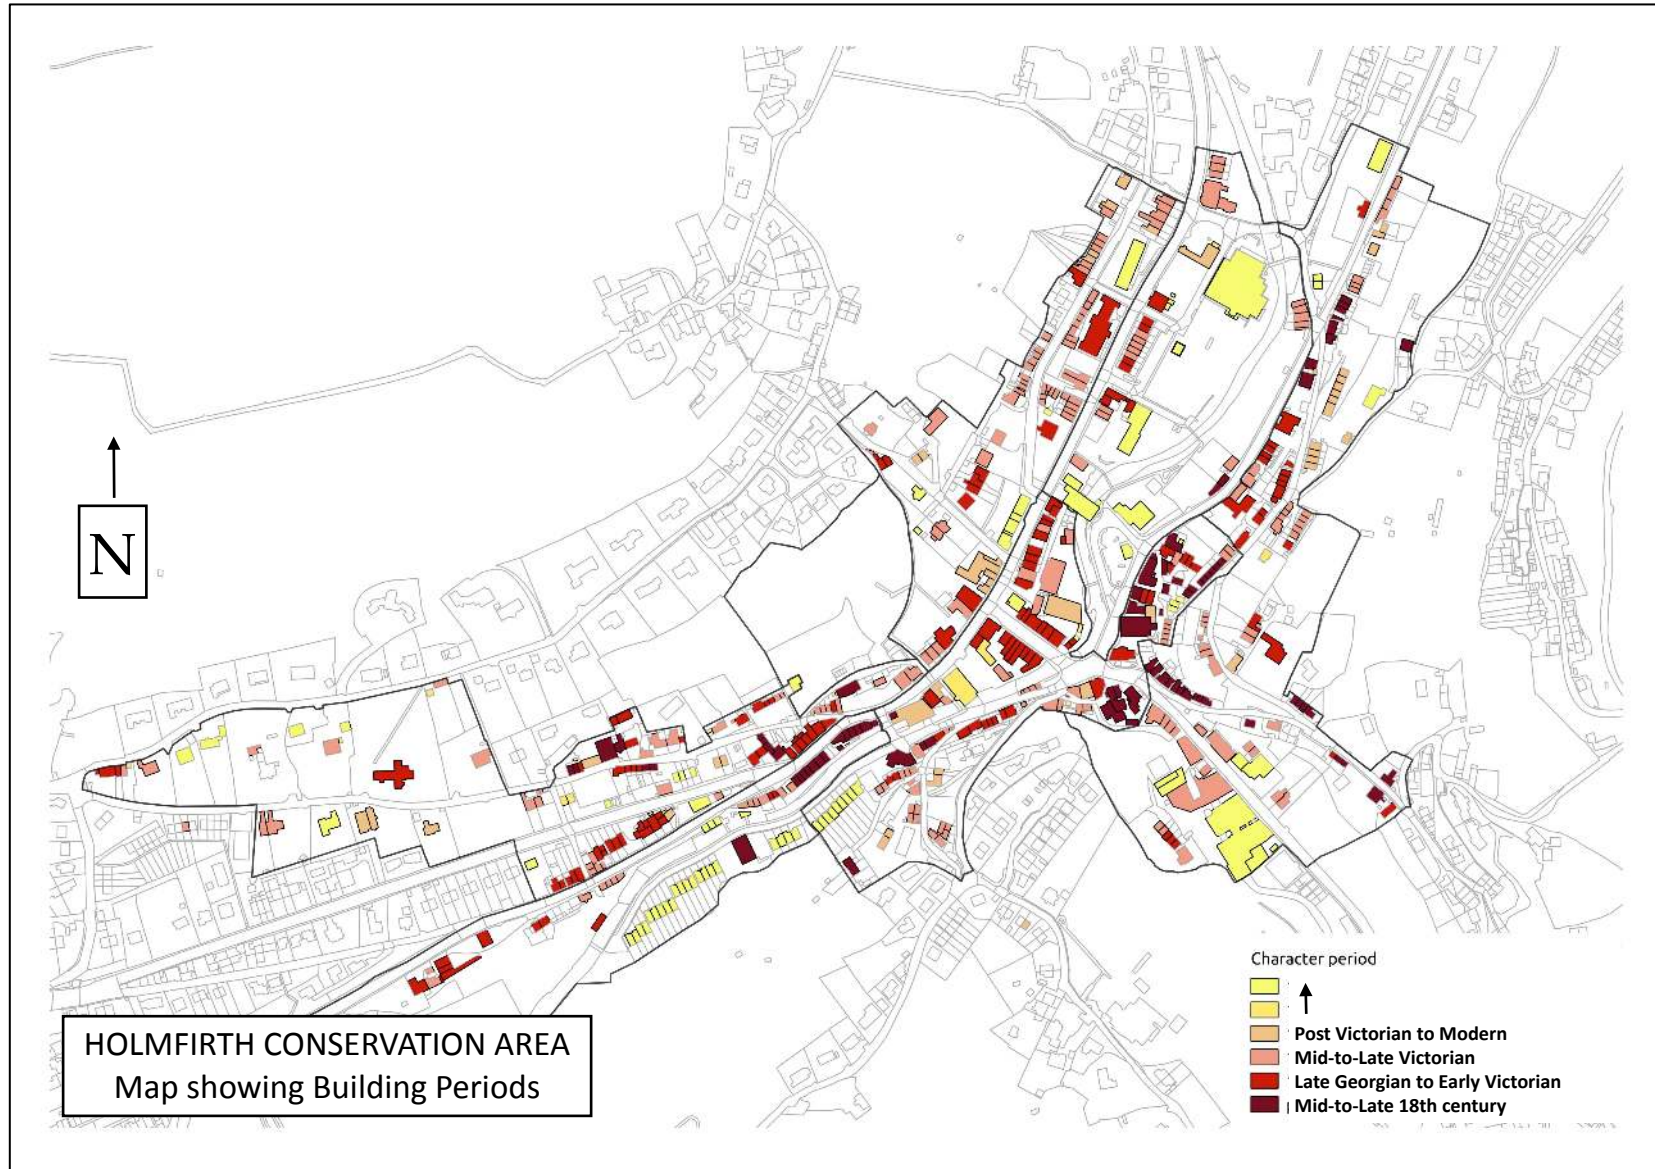 N
HOLMFIRTH CONSERVATION AREA
Map showing Building Periods
Character period
Post Victorian to Modern
Mid-to-Late Victorian
Late Georgian to Early Victorian
Mid-to-Late 18th century